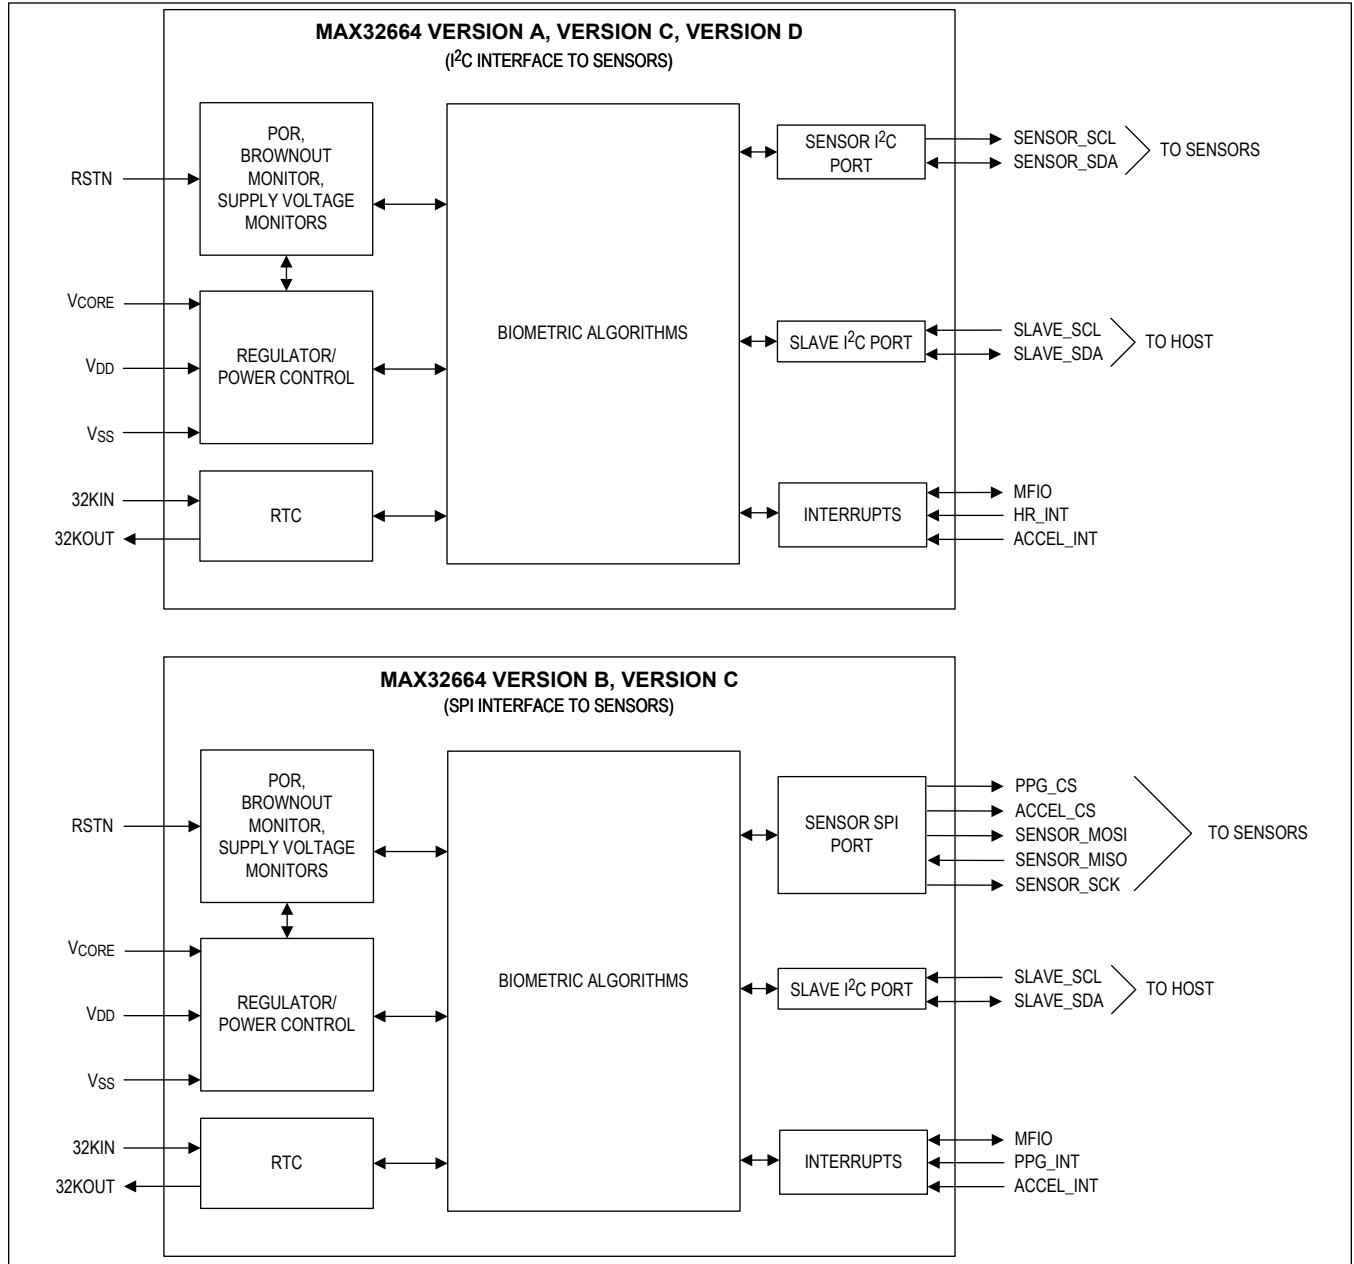 MAX32664 VERSION A, VERSION C, VERSION D
(I2C INTERFACE TO SENSORS)
POR,
BROWNOUT
MONITOR,
SUPPLY VOLTAGE
MONITORS
RSTN
VCORE
VDD
VSS
REGULATOR/
POWER CONTROL
32KIN
32KOUT
RTC
BIOMETRIC ALGORITHMS
SENSOR I2C
PORT
SENSOR_SCL
SENSOR_SDA
TO SENSORS
SLAVE I2C PORT
SLAVE_SCL
SLAVE_SDA
TO HOST
INTERRUPTS
MFIO
HR_INT
ACCEL_INT
MAX32664 VERSION B, VERSION C
(SPI INTERFACE TO SENSORS)
POR,
BROWNOUT
MONITOR,
SUPPLY VOLTAGE
MONITORS
RSTN
VCORE
VDD
VSS
REGULATOR/
POWER CONTROL
32KIN
32KOUT
RTC
BIOMETRIC ALGORITHMS
SENSOR SPI
PORT
PPG_CS
ACCEL_CS
SENSOR_MOSI
SENSOR_MISO
SENSOR_SCK
TO SENSORS
SLAVE I2C PORT
SLAVE_SCL
SLAVE_SDA
TO HOST
INTERRUPTS
MFIO
PPG_INT
ACCEL_INT